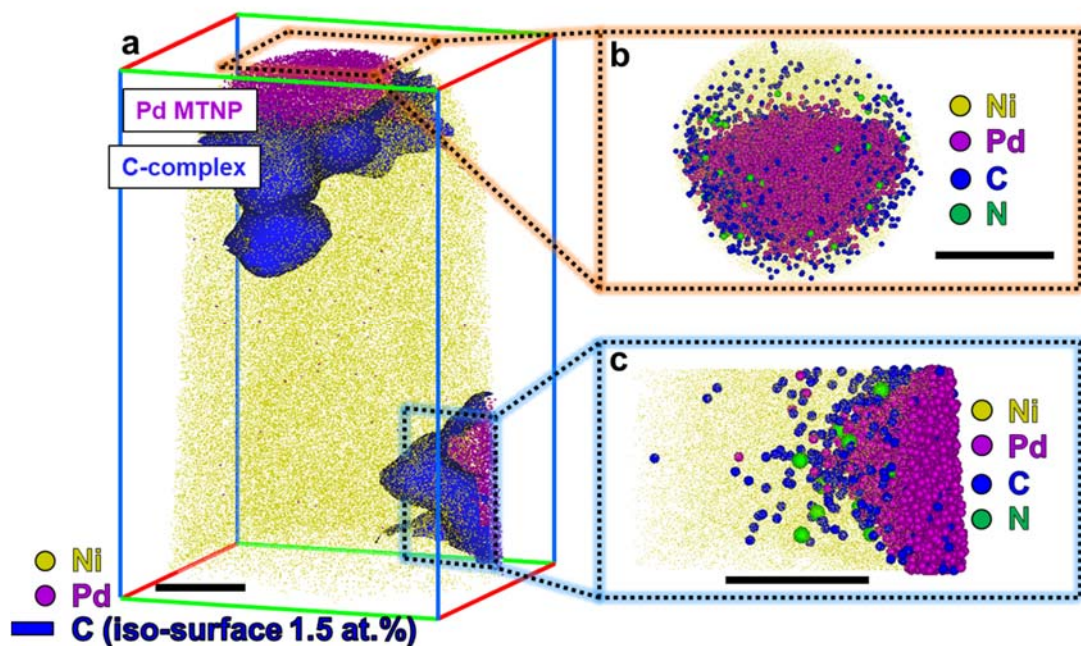 a
Pd MTNP
C-complex
Ni
Pd
C (iso-surface 1.5 at.%)
b
Ni
Pd
C
N
c
Ni
Pd
C
N